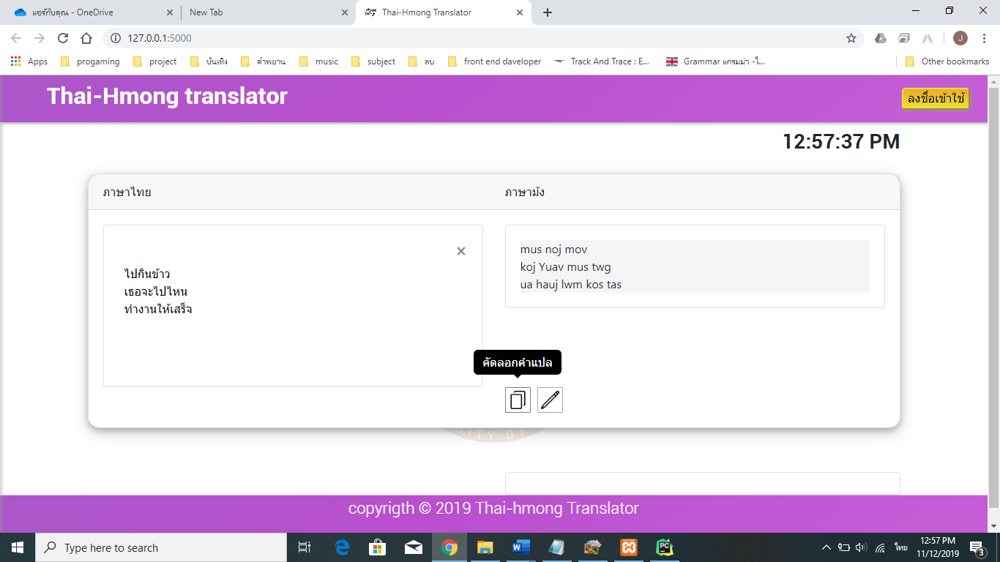 แชร์กับคุณ - OneDrive
New Tab
Thai-Hmong Translator
127.0.0.1:5000
J
Apps
progaming
project
บันเทิง
ดำพยาน
music
subject
ลบ
front end daveloper
Track And Trace : E...
Grammar แกรมม่า -ไ...
Other bookmarks
Thai-Hmong translator
ลงชื่อเข้าใช้
12:57:37 PM
ภาษาไทย
ภาษาม้ง
ไปกินข้าว
เธอจะไปไหน
ทำงานให้เสร็จ
mus noj mov
koj Yuav mus twg
ua hauj lwm kos tas
คัดลอกคำแปล
SITY OF
copyrigth © 2019 Thai-hmong Translator
Type here to search
ไทย
12:57 PM
11/12/2019
3